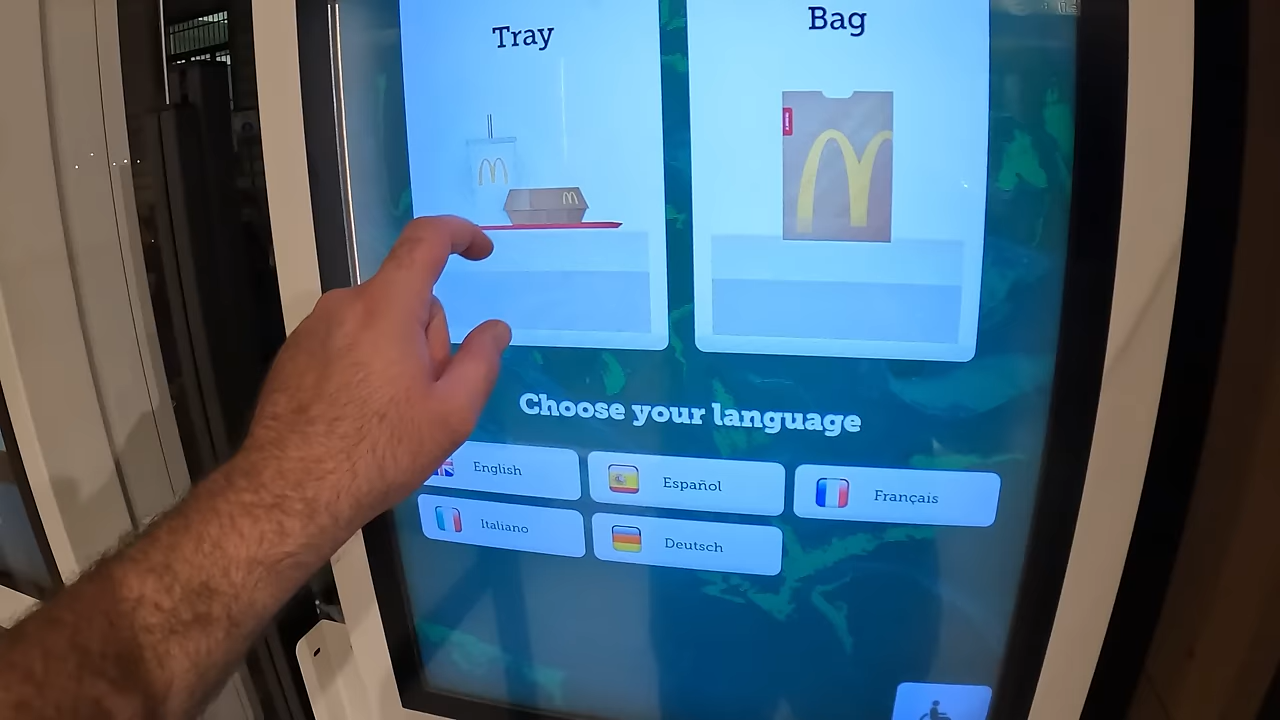 Tray
Bag
Choose your language
English
Español
Français
Italiano
Deutsch